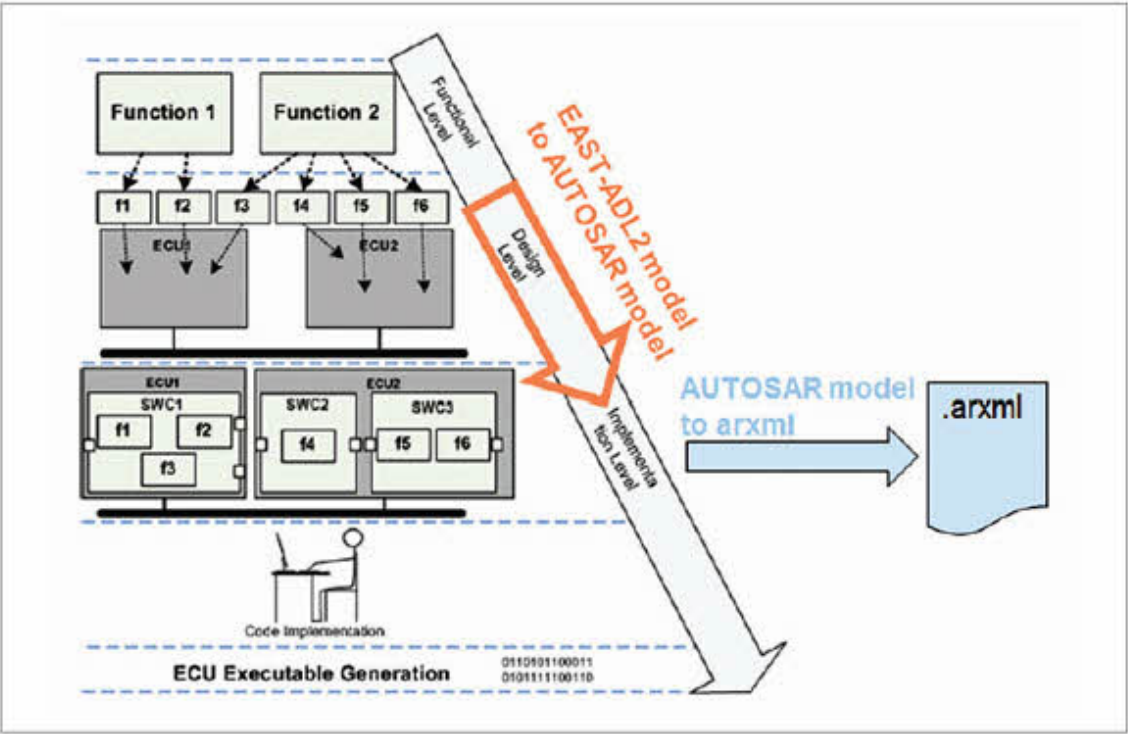 Function 1
Function 2
Functional
Level
EAST-ADL2 model
to AUTOSAR model
f1
f2
f3
f4
f5
f6
ECU1
ECU2
Design
Level
ECU1
SWC1
f1
f2
f3
ECU2
SWC2
f4
SWC3
f5
f6
Implementa
tion Level
AUTOSAR model
to arxml
.arxml
Code Implementation
ECU Executable Generation
0110101100011
0101111100110